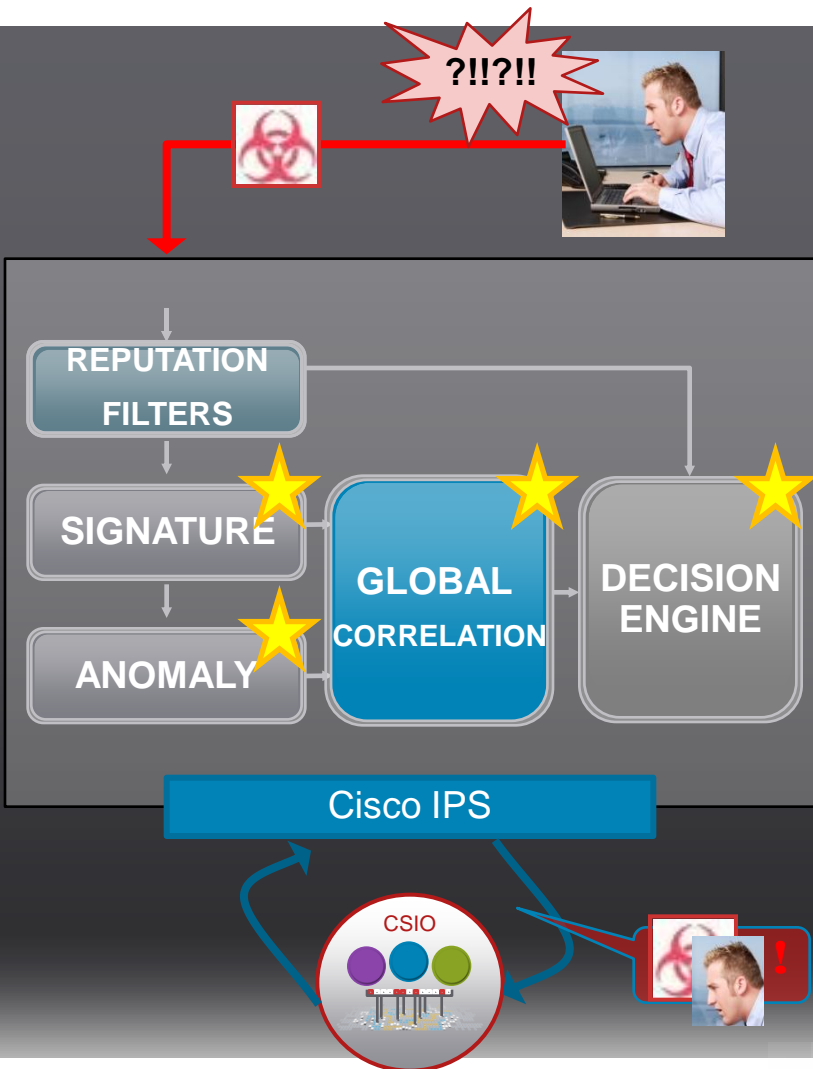 ?!!?!!
REPUTATION
FILTERS
SIGNATURE
GLOBAL
CORRELATION
DECISION
ENGINE
ANOMALY
Cisco IPS
CSIO
!